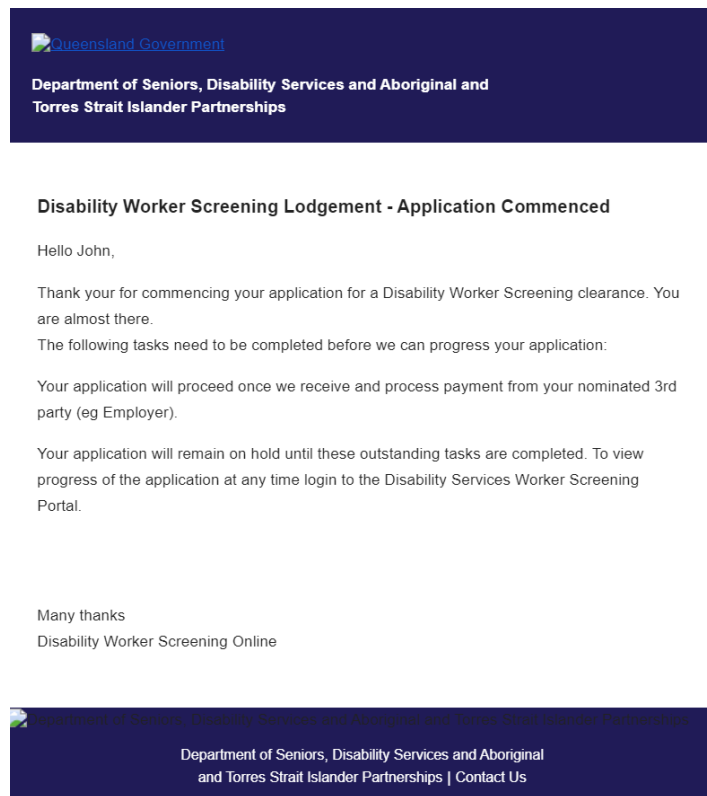 Queensland Government
Department of Seniors, Disability Services and Aboriginal and
Torres Strait Islander Partnerships
Disability Worker Screening Lodgement - Application Commenced
Hello John,
Thank your for commencing your application for a Disability Worker Screening clearance. You
are almost there.
The following tasks need to be completed before we can progress your application:
Your application will proceed once we receive and process payment from your nominated 3rd
party (eg Employer).
Your application will remain on hold until these outstanding tasks are completed. To view
progress of the application at any time login to the Disability Services Worker Screening
Portal.
Many thanks
Disability Worker Screening Online
Department of Seniors, Disability Services and Aboriginal and Torres Strait Islander Partnerships
Department of Seniors, Disability Services and Aboriginal
and Torres Strait Islander Partnerships | Contact Us